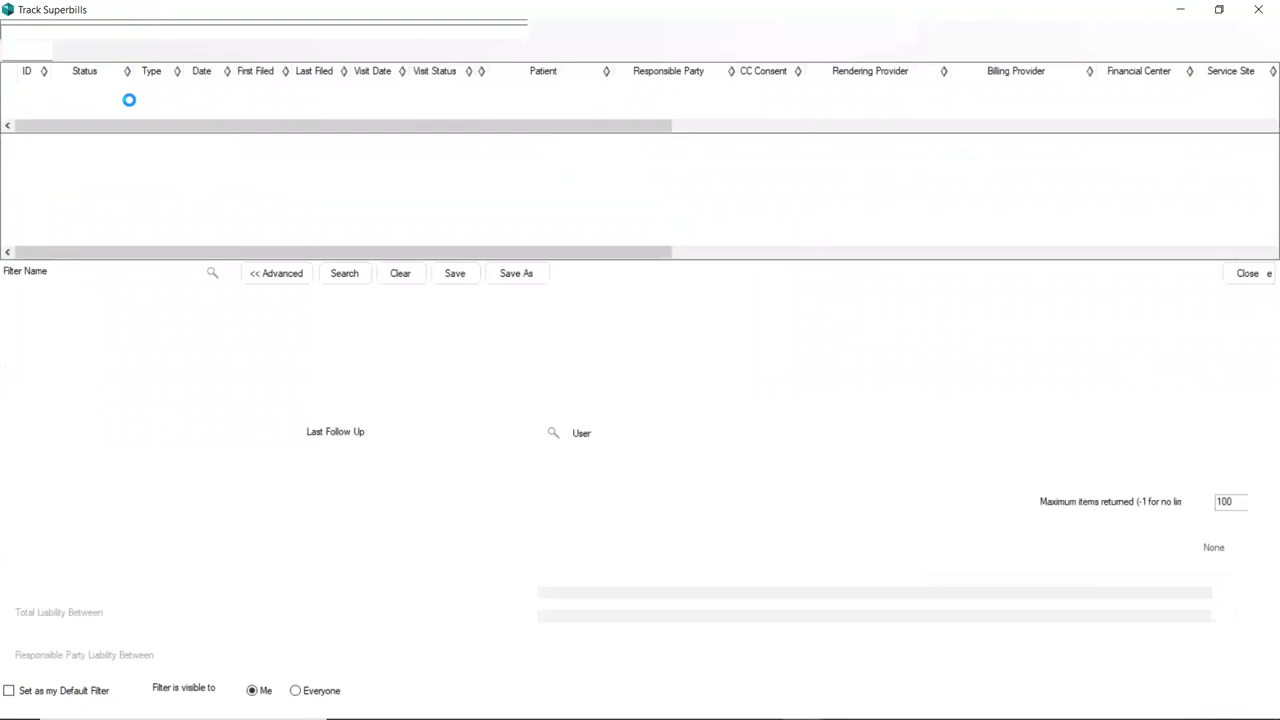 Track Superbills
ID Status Type Date First Filed Last Filed Visit Date Visit Status Patient Responsible Party CC Consent Rendering Provider Billing Provider Financial Center Service Site
Filter Name << Advanced Search Clear Save Save As Close e
Last Follow Up User
Maximum items returned (-1 for no lin 100
None
Total Liability Between
Responsible Party Liability Between
Set as my Default Filter Filter is visible to Me Everyone